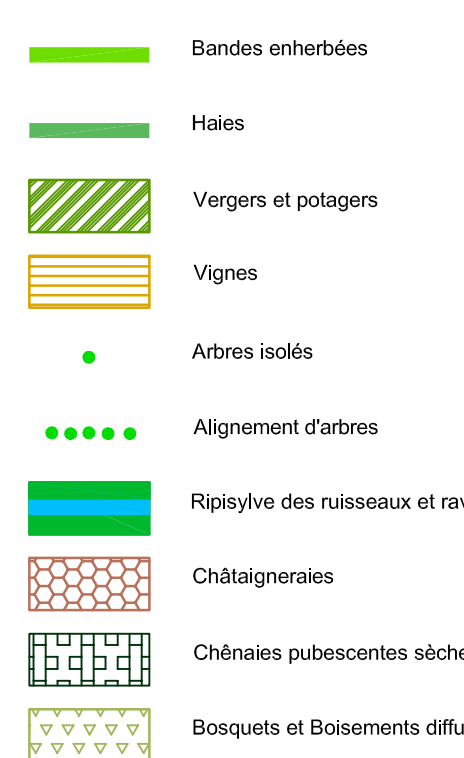 Bandes enherbées
Haies
Vergers et potagers
Vignes
Arbres isolés
Alignement d'arbres
Ripisylve des ruisseaux et
Châtaigneraies
Chênaies pubescentes
Bosquets et Boisements